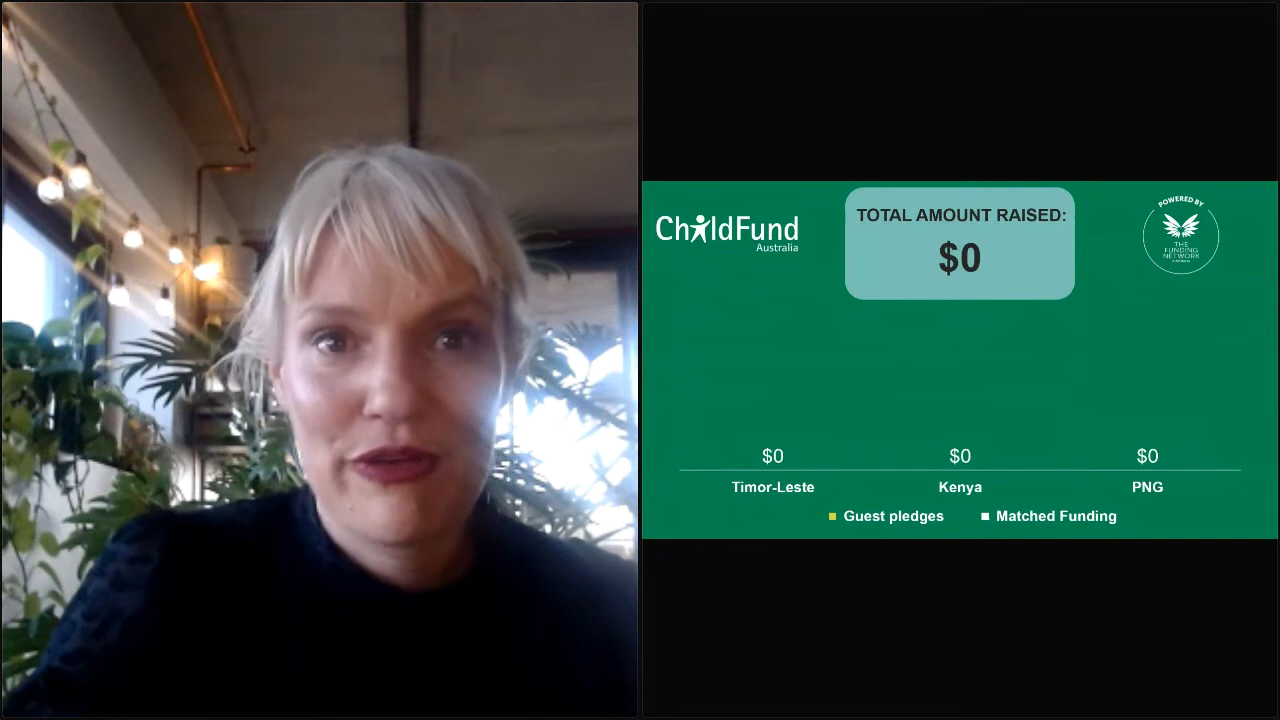 ChildFund
Australia
TOTAL AMOUNT RAISED:
$0
POWERED BY
THE
FUNDING
NETWORK
AUSTRALIA
$0
$0
$0
Timor-Leste
Kenya
PNG
Guest pledges
Matched Funding